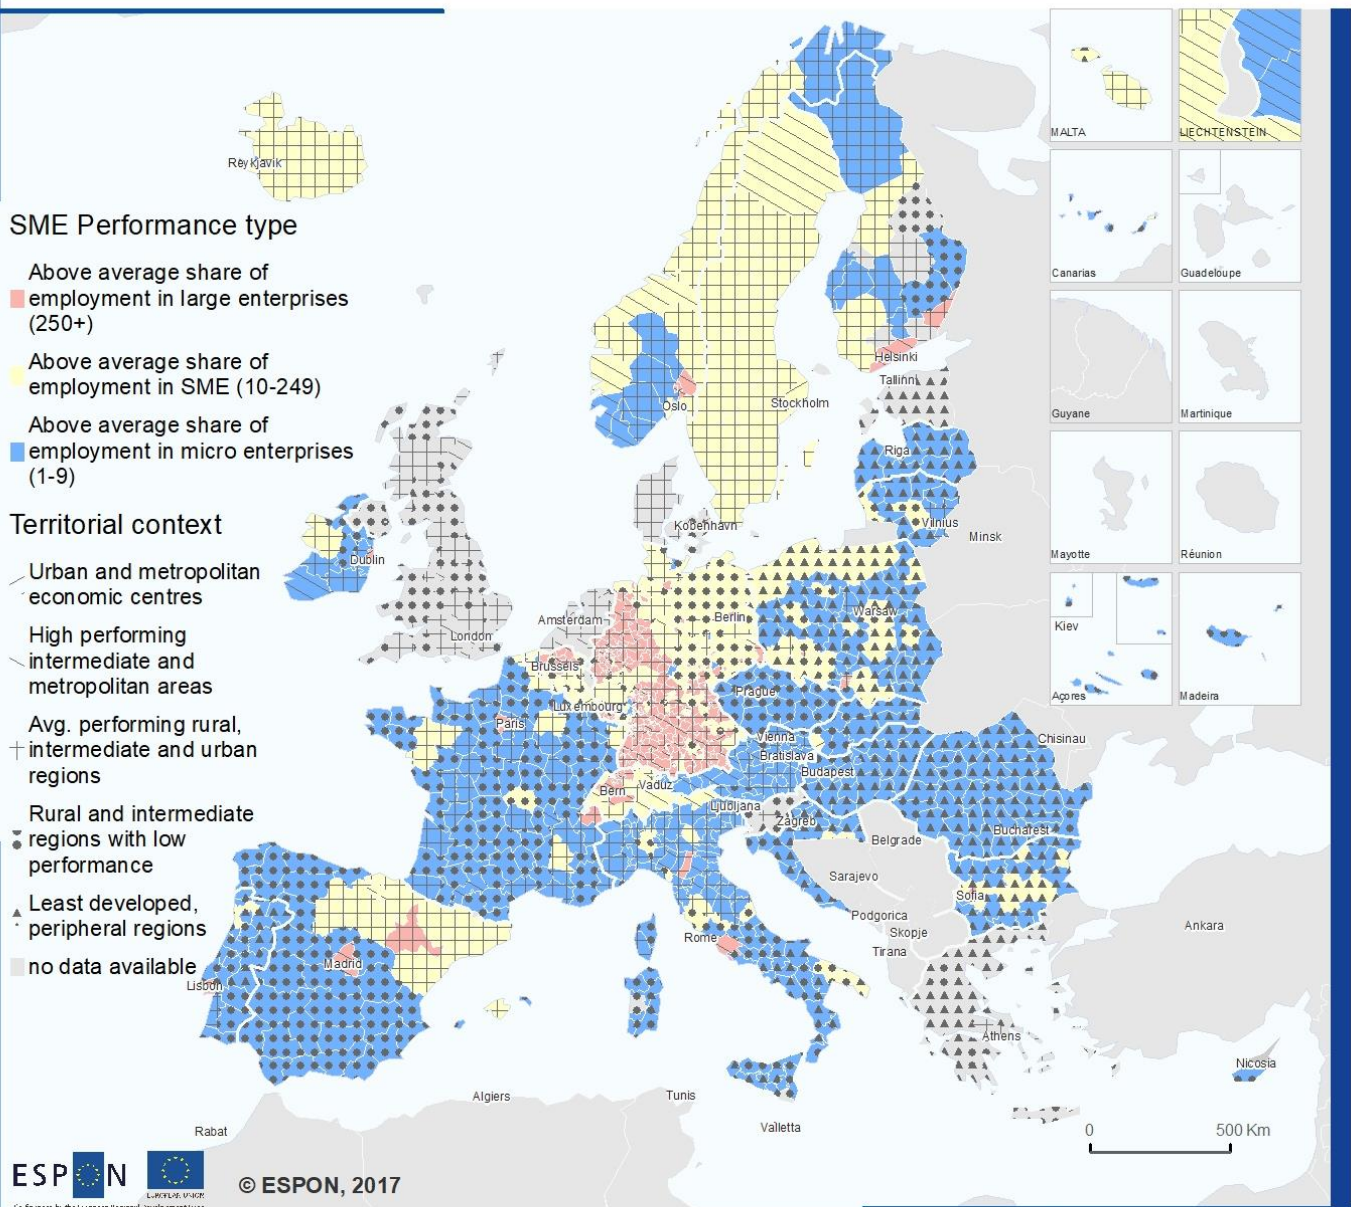 SME Performance type
Above average share of
employment in large enterprises
(250+)
Above average share of
employment in SME (10-249)
Above average share of
employment in micro enterprises
(1-9)
Territorial context
Urban and metropolitan
economic centres
High performing
intermediate and
metropolitan areas
Avg. performing rural,
intermediate and urban
regions
Rural and intermediate
regions with low
performance
Least developed,
peripheral regions
no data available
Reykjavik
Helsinki
Tallinn
Oslo
Stockholm
Riga
Vilnius
Minsk
København
Dublin
Amsterdam
Berlin
Warsaw
London
Brussels
Prague
Luxembourg
Paris
Vienna
Bratislava
Chisinau
Budapest
Bern
Vaduz
Ljubljana
Zagreb
Bucharest
Belgrade
Sarajevo
Sofia
Podgorica
Skopje
Tirana
Rome
Ankara
Madrid
Lisbon
Athens
Nicosia
Algiers
Tunis
Valletta
Rabat
MALTA
LIECHTENSTEIN
Canarias
Guadeloupe
Guyane
Martinique
Mayotte
Réunion
Kiev
Açores
Madeira
0 500 Km
ESPON
EUROPEAN UNION
© ESPON, 2017